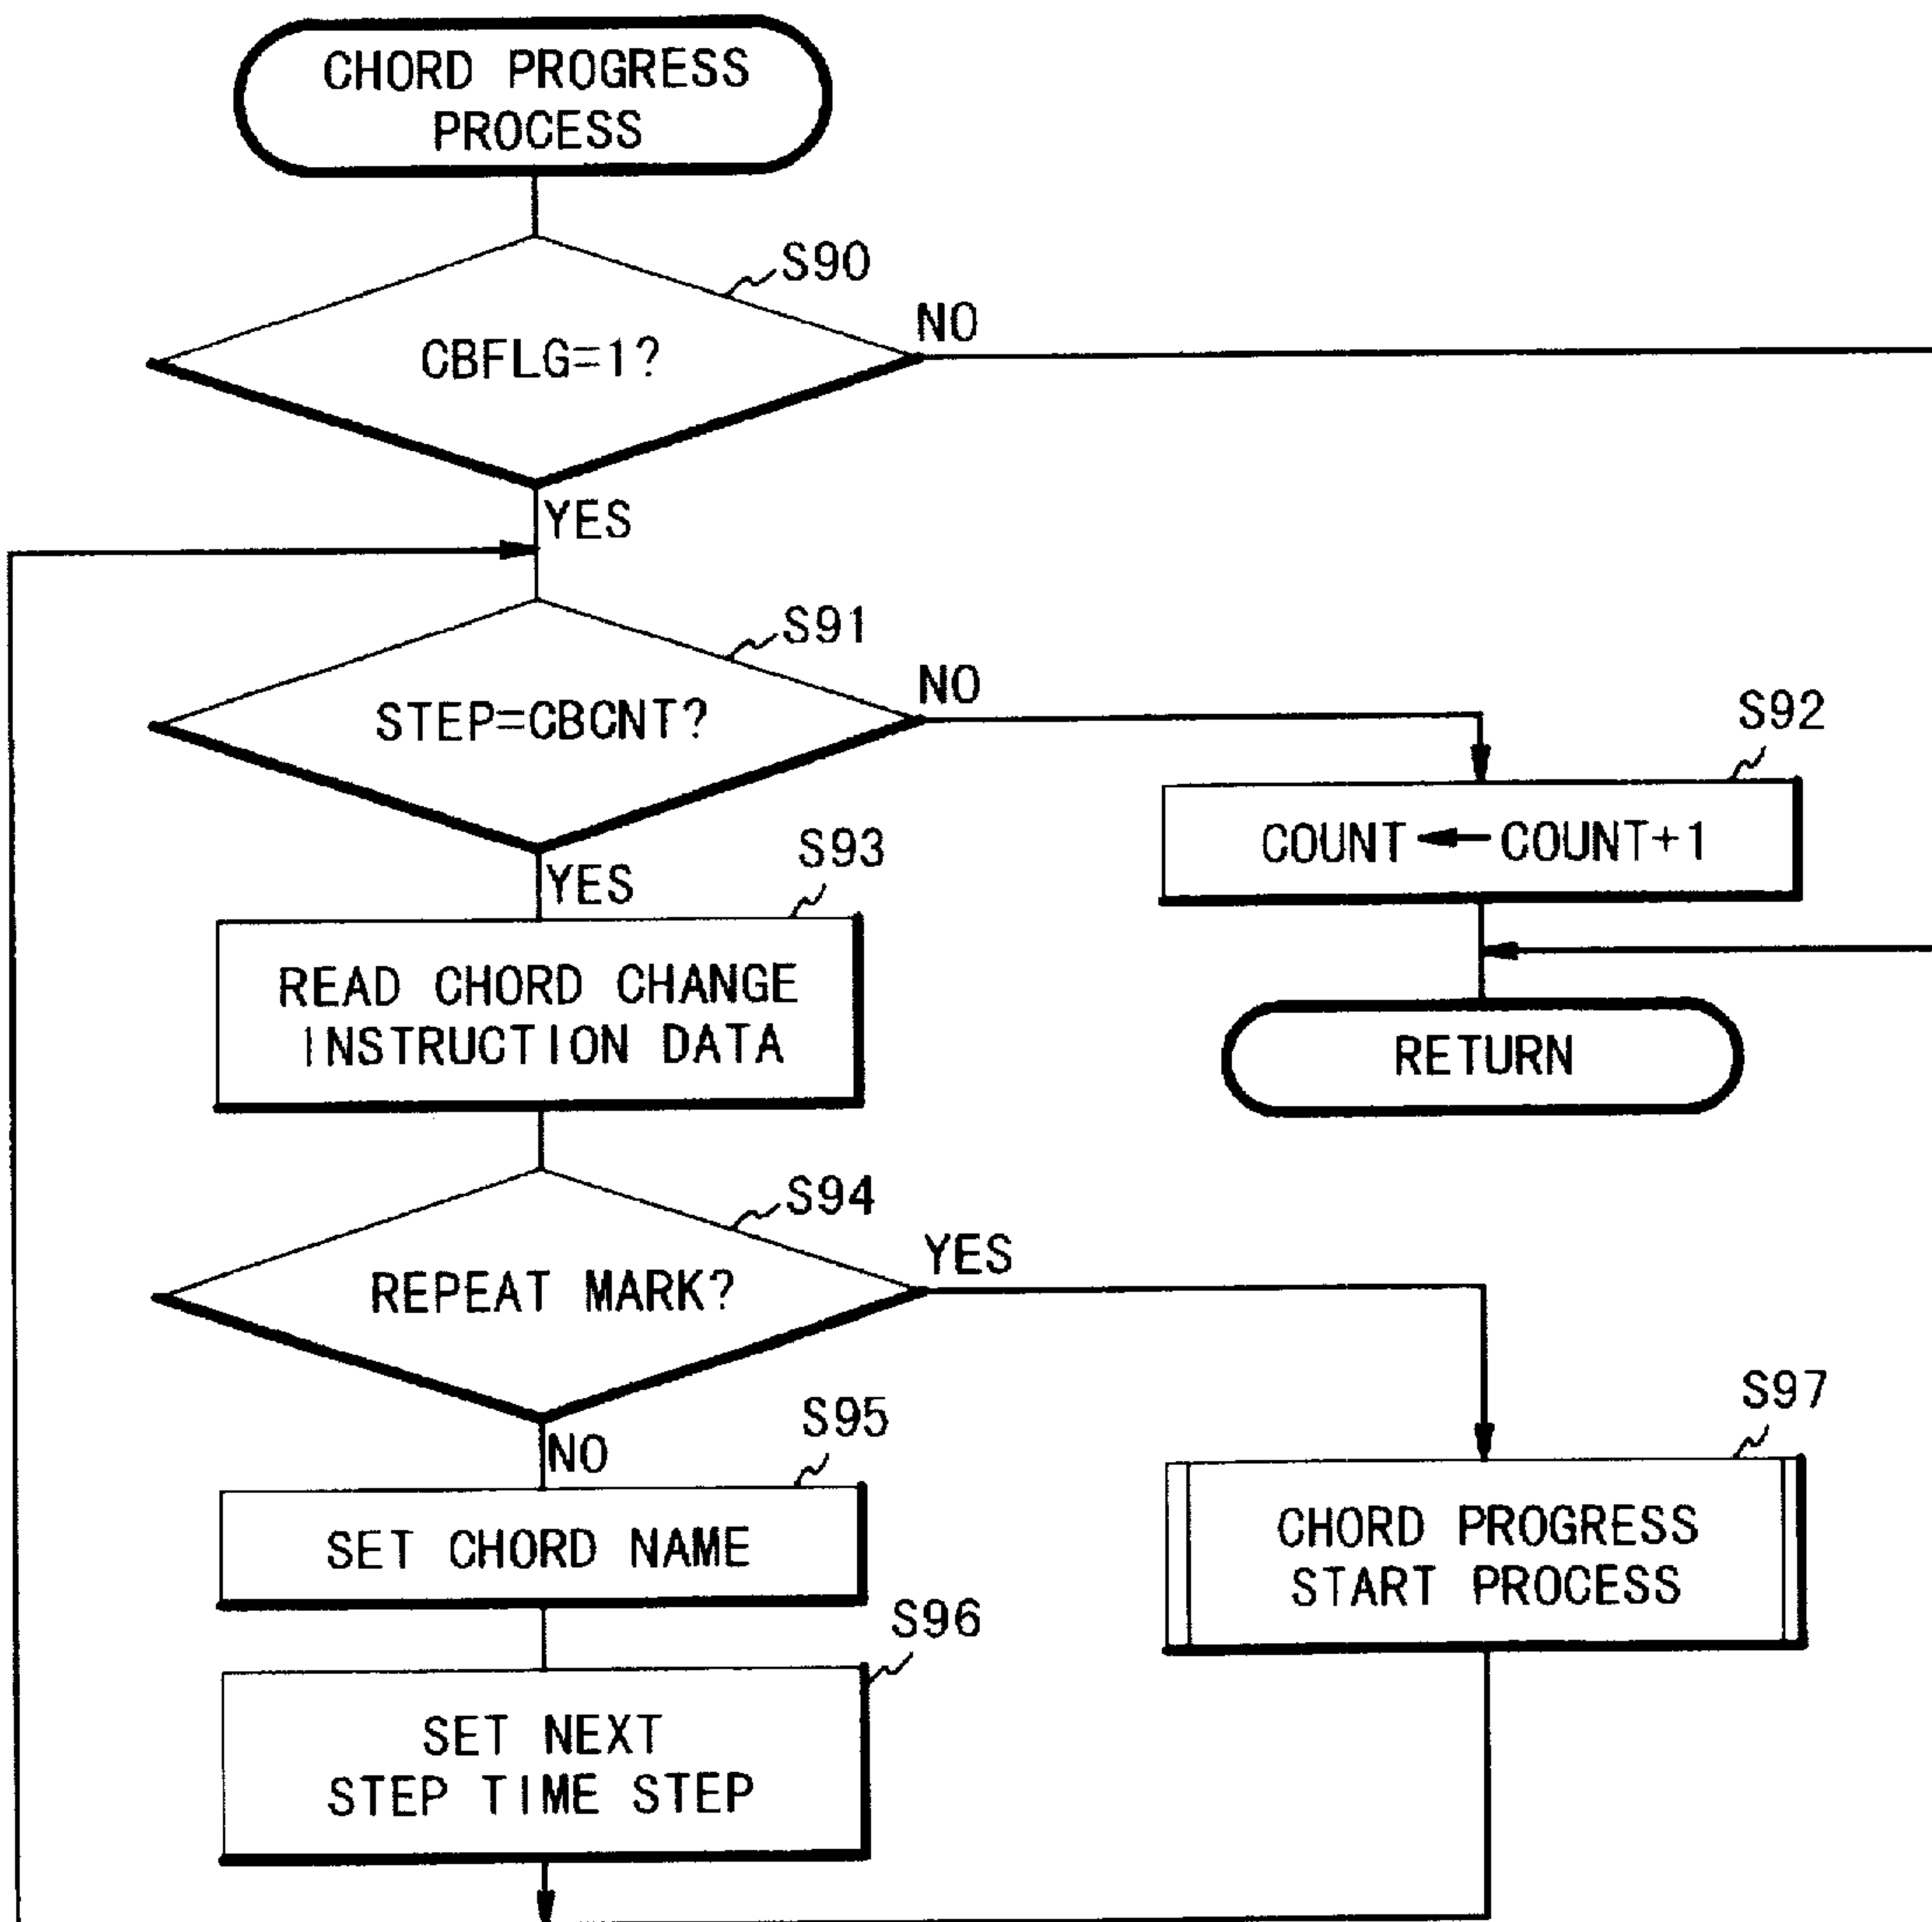 CHORD PROGRESS
PROCESS
S90
CBFLG=1?
NO
YES
S91
STEP=CBCNT?
NO
YES
S92
COUNT ← COUNT+1
S93
READ CHORD CHANGE
INSTRUCTION DATA
RETURN
S94
REPEAT MARK?
YES
NO
S95
SET CHORD NAME
S97
CHORD PROGRESS
START PROCESS
S96
SET NEXT
STEP TIME STEP